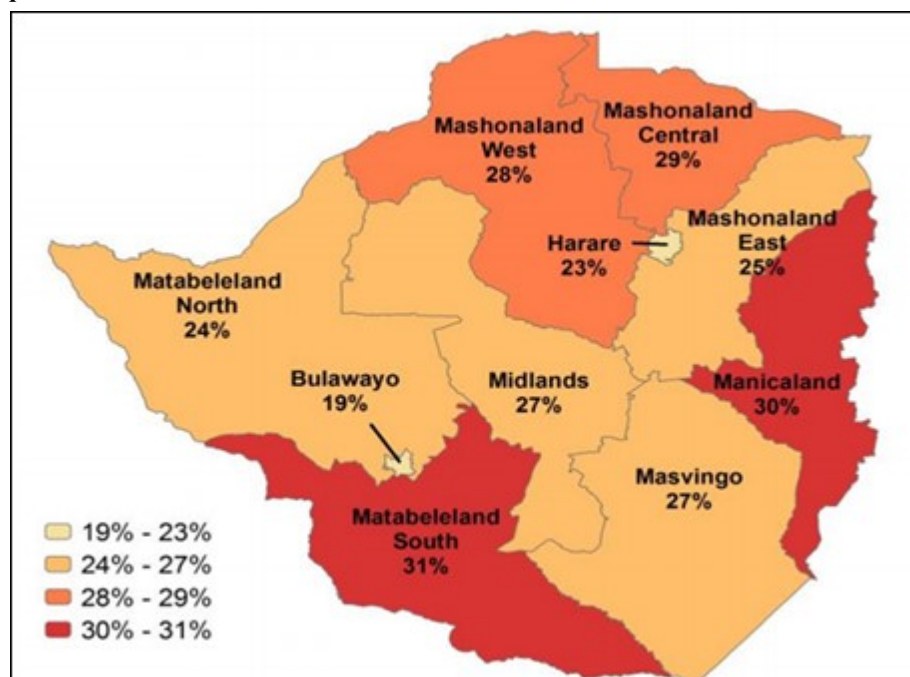 Mashonaland
West
28%
Mashonaland
Central
29%
Mashonaland
East
25%
Harare
23%
Matabeleland
North
24%
Bulawayo
19%
Midlands
27%
Manicaland
30%
Masvingo
27%
Matabeleland
South
31%
19% - 23%
24% - 27%
28% - 29%
30% - 31%